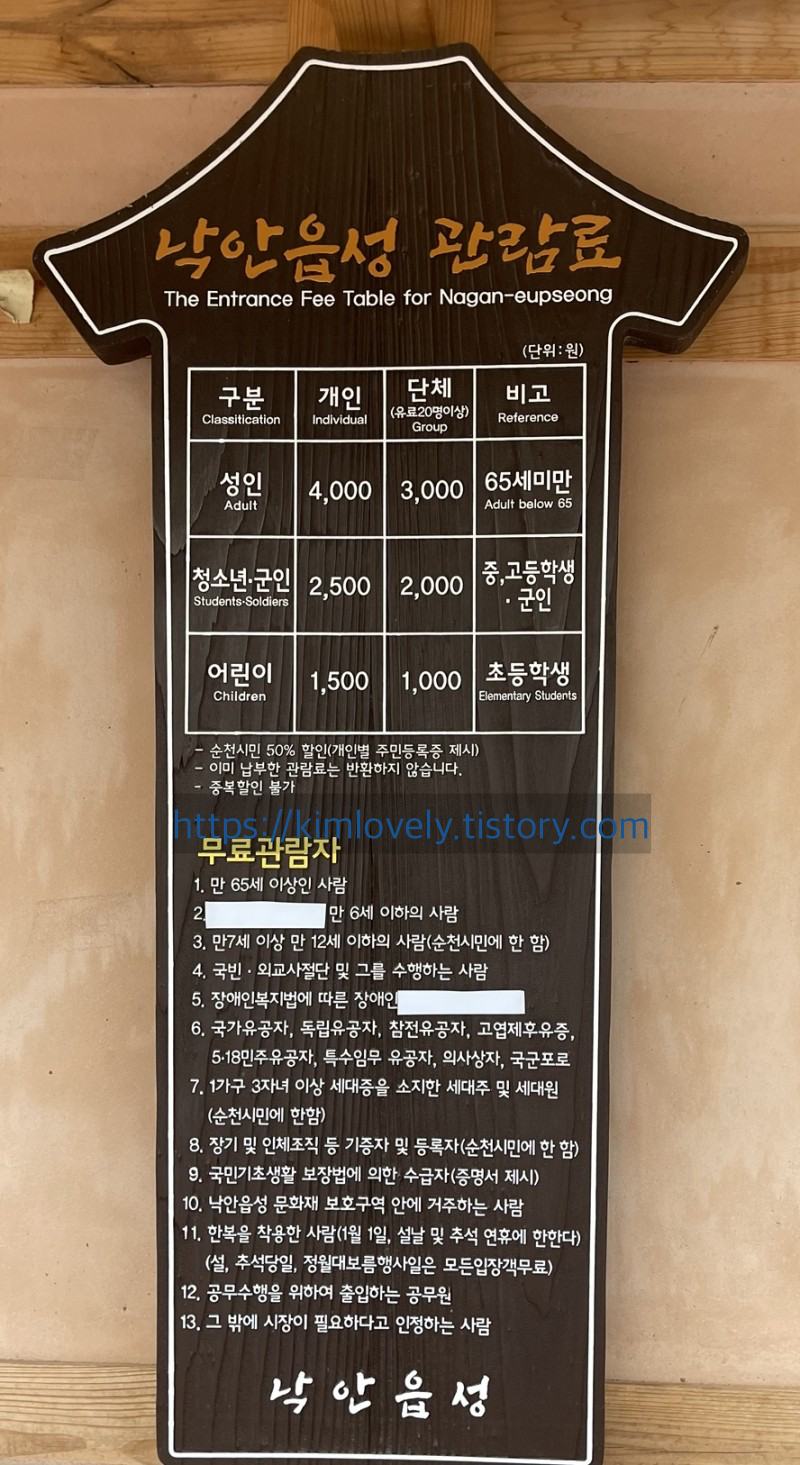 낙안읍성 관람료
The Entrance Fee Table for Nagan-eupseong
(단위:원)
구분 개인 단체 비고
Classitication Individual (유료20명이상) Group Reference
성인 4,000 3,000 65세미만
Adult Adult below 65
청소년·군인 2,500 2,000 중,고등학생
Students·Soldiers · 군인
어린이 1,500 1,000 초등학생
Children Elementary Students
- 순천시민 50% 할인(개인별 주민등록증 제시)
- 이미 납부한 관람료는 반환하지 않습니다.
- 중복할인 불가
https://kimlovely.tistory.com
무료관람자
1. 만 65세 이상인 사람
2. 만 6세 이하의 사람
3. 만7세 이상 만 12세 이하의 사람(순천시민에 한 함)
4. 국빈·외교사절단 및 그를 수행하는 사람
5. 장애인복지법에 따른 장애인
6. 국가유공자, 독립유공자, 참전유공자, 고엽제후유증,
5·18민주유공자, 특수임무 유공자, 의사상자, 국군포로
7. 1가구 3자녀 이상 세대증을 소지한 세대주 및 세대원
(순천시민에 한함)
8. 장기 및 인체조직 등 기증자 및 등록자(순천시민에 한 함)
9. 국민기초생활 보장법에 의한 수급자(증명서 제시)
10. 낙안읍성 문화재 보호구역 안에 거주하는 사람
11. 한복을 착용한 사람(1월 1일, 설날 및 추석 연휴에 한한다)
(설, 추석당일, 정월대보름행사일은 모든입장객무료)
12. 공무수행을 위하여 출입하는 공무원
13. 그 밖에 시장이 필요하다고 인정하는 사람
낙안읍성